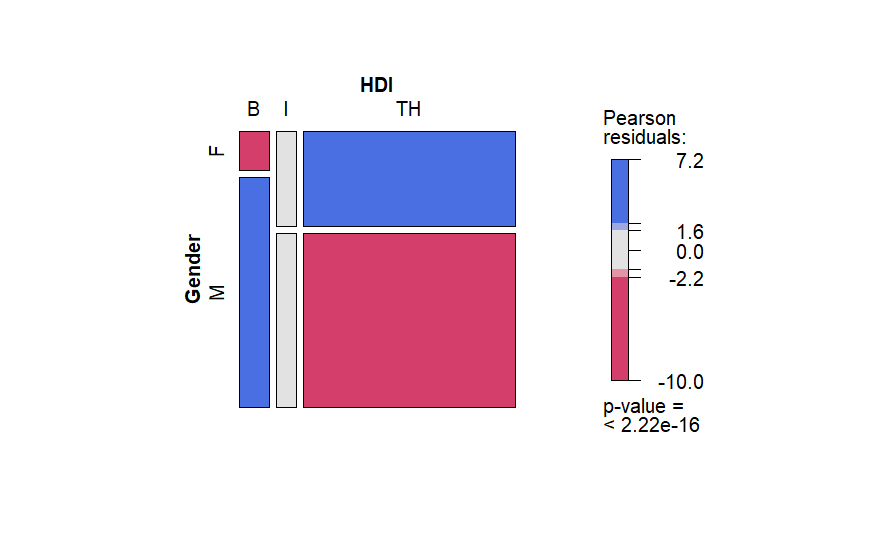 HDI
B I TH
Gender
F
M
Pearson
residuals:
7.2
1.6
0.0
-2.2
-10.0
p-value =
< 2.22e-16